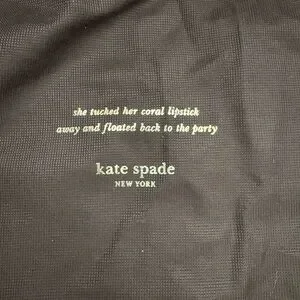 she tucked her coral lipstick
away and floated back to the party
kate spade
NEW YORK